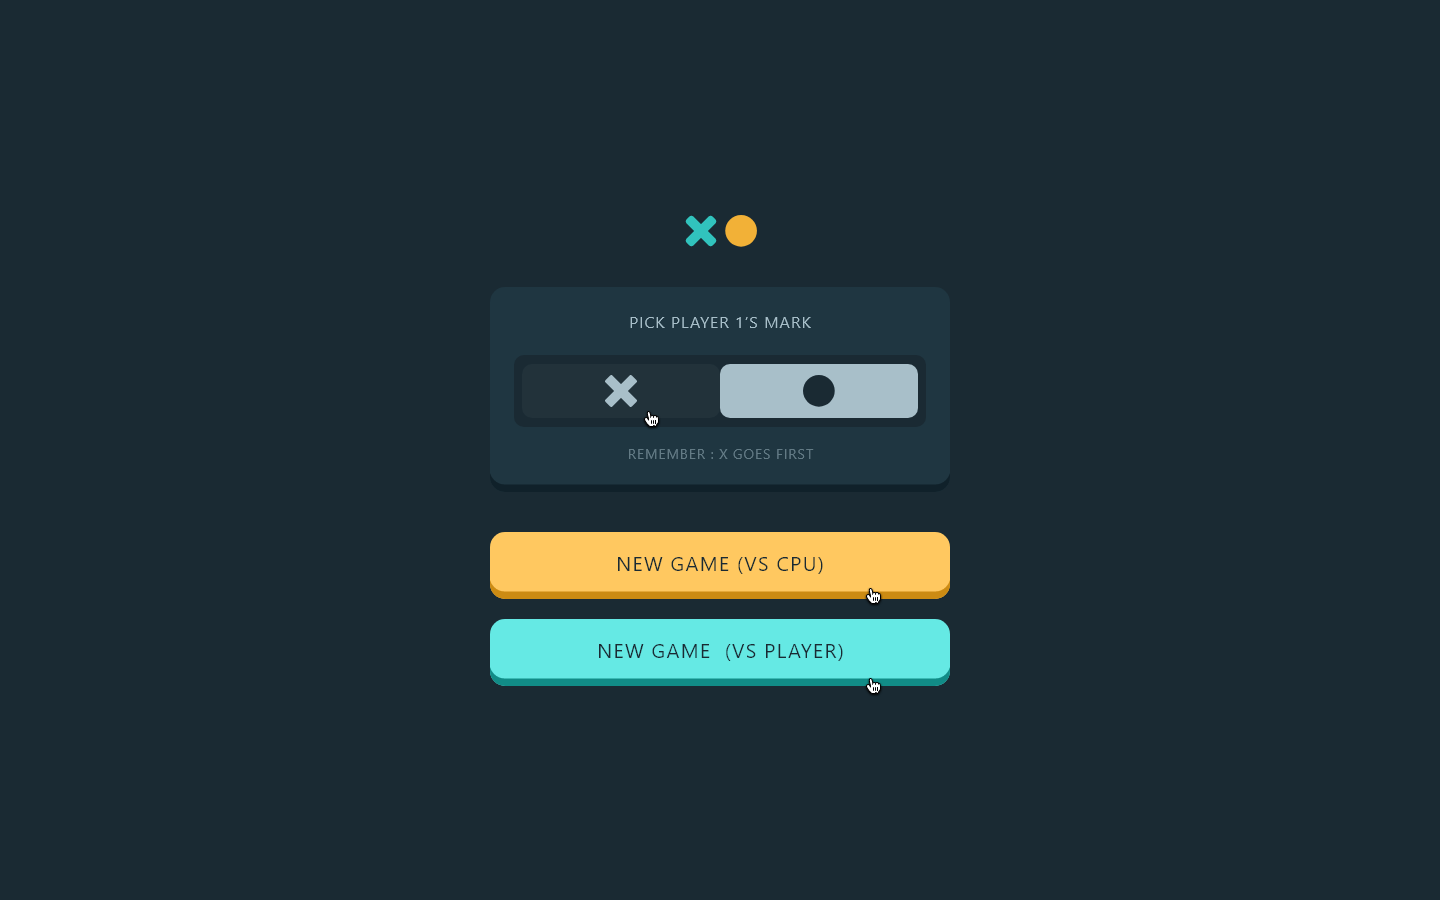 PICK PLAYER 1'S MARK
REMEMBER : X GOES FIRST
NEW GAME (VS CPU)
NEW GAME  (VS PLAYER)